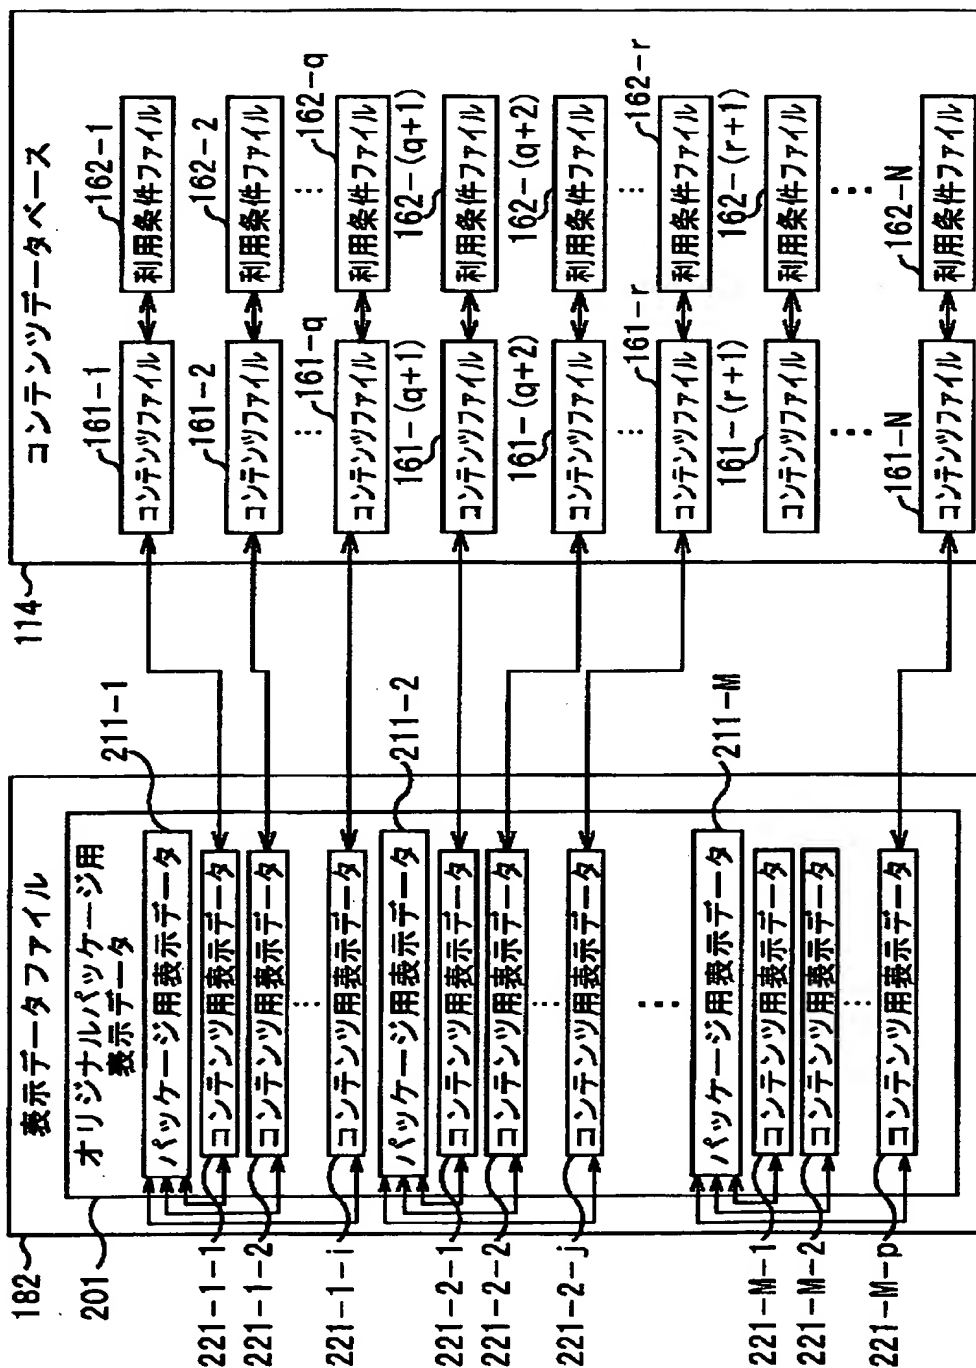 表示データファイル
182
201
オリジナルパッケージ用
表示データ
パッケージ用表示データ
211-1
221-1-1
コンテンツ用表示データ
221-1-2
コンテンツ用表示データ
⋮
221-1-i
コンテンツ用表示データ
パッケージ用表示データ
211-2
221-2-1
コンテンツ用表示データ
221-2-2
コンテンツ用表示データ
⋮
221-2-j
コンテンツ用表示データ
⋮
パッケージ用表示データ
211-M
221-M-1
コンテンツ用表示データ
221-M-2
コンテンツ用表示データ
⋮
221-M-p
コンテンツ用表示データ
114
コンテンツデータベース
161-1
162-1
コンテンツファイル
利用条件ファイル
161-2
162-2
コンテンツファイル
利用条件ファイル
⋮
161-q
⋮
162-q
コンテンツファイル
利用条件ファイル
161-(q+1)
162-(q+1)
コンテンツファイル
利用条件ファイル
161-(q+2)
162-(q+2)
コンテンツファイル
利用条件ファイル
⋮
161-r
⋮
162-r
コンテンツファイル
利用条件ファイル
161-(r+1)
162-(r+1)
コンテンツファイル
利用条件ファイル
⋮
161-N
⋮
162-N
コンテンツファイル
利用条件ファイル